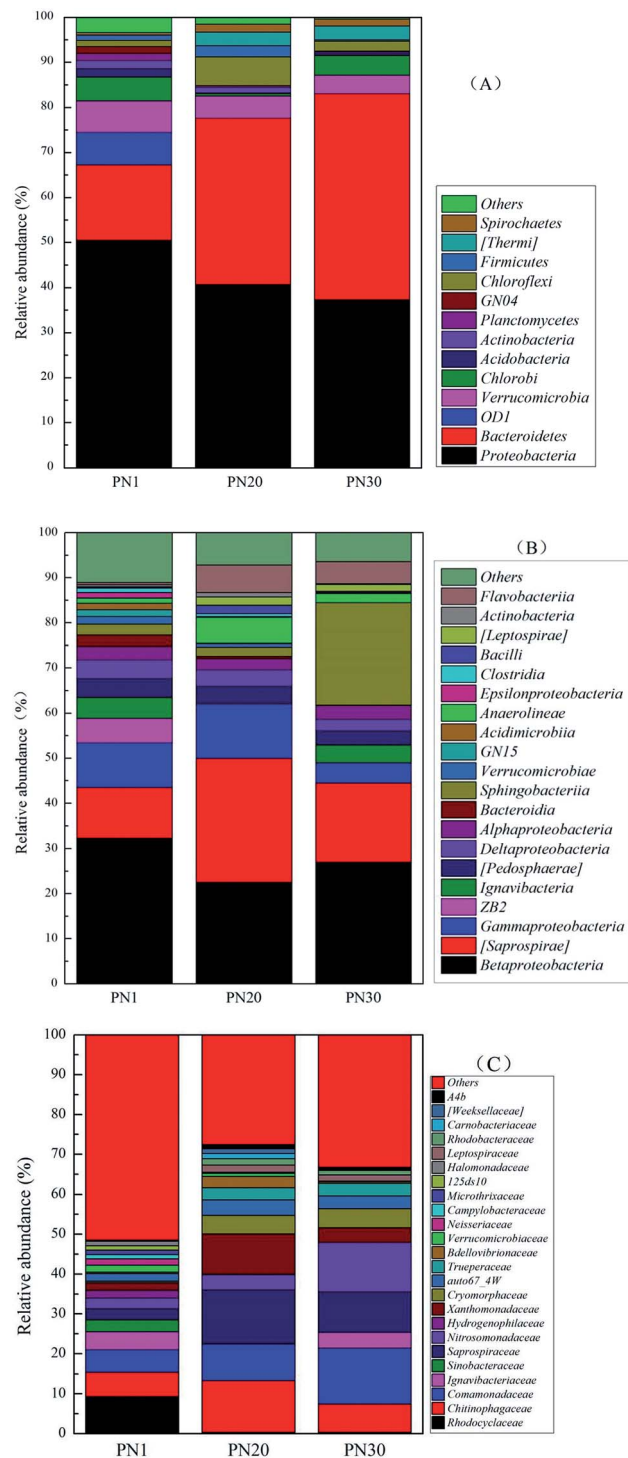 (A)
Relative abundance (%)
100
90
80
70
60
50
40
30
20
10
0
PN1 PN20 PN30
Others
Spirochaetes
[Thermi]
Firmicutes
Chloroflexi
GN04
Planctomycetes
Actinobacteria
Acidobacteria
Chlorobi
Verrucomicrobia
OD1
Bacteroidetes
Proteobacteria
(B)
Relative abundance (%)
100
90
80
70
60
50
40
30
20
10
0
PN1 PN20 PN30
Others
Flavobacteriia
Actinobacteria
[Leptospirae]
Bacilli
Clostridia
Epsilonproteobacteria
Anaerolineae
Acidimicrobiia
GN15
Verrucomicrobiae
Sphingobacteriia
Bacteroidia
Alphaproteobacteria
Deltaproteobacteria
[Pedosphaerae]
Ignavibacteria
ZB2
Gammaproteobacteria
[Saprospirae]
Betaproteobacteria
(C)
Relative abundance (%)
100
90
80
70
60
50
40
30
20
10
0
PN1 PN20 PN30
Others
A4b
[Weeksellaceae]
Carnobacteriaceae
Rhodobacteraceae
Leptospiraceae
Halomonadaceae
125ds10
Microthrixaceae
Campylobacteraceae
Neisseriaceae
Verrucomicrobiaceae
Bdellovibrionaceae
Trueperaceae
auto67_4W
Cryomorphaceae
Xanthomonadaceae
Hydrogenophilaceae
Nitrosomonadaceae
Saprospiraceae
Sinobacteraceae
Ignavibacteriaceae
Comamonadaceae
Chitinophagaceae
Rhodocyclaceae